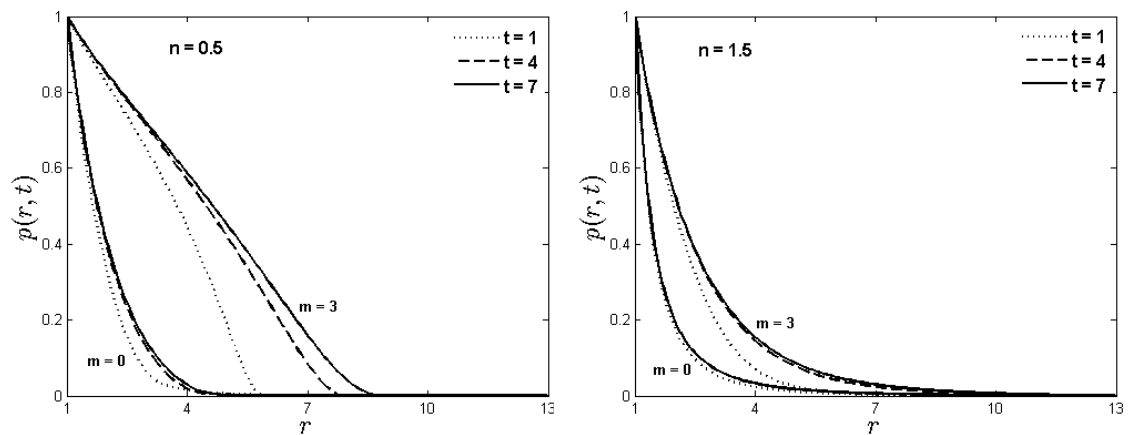 n = 0.5
t = 1
t = 4
t = 7
p(r, t)
1
0.8
0.6
0.4
0.2
0
m = 3
m = 0
1
4
7
10
13
r
n = 1.5
t = 1
t = 4
t = 7
p(r, t)
1
0.8
0.6
0.4
0.2
0
m = 3
m = 0
1
4
7
10
13
r